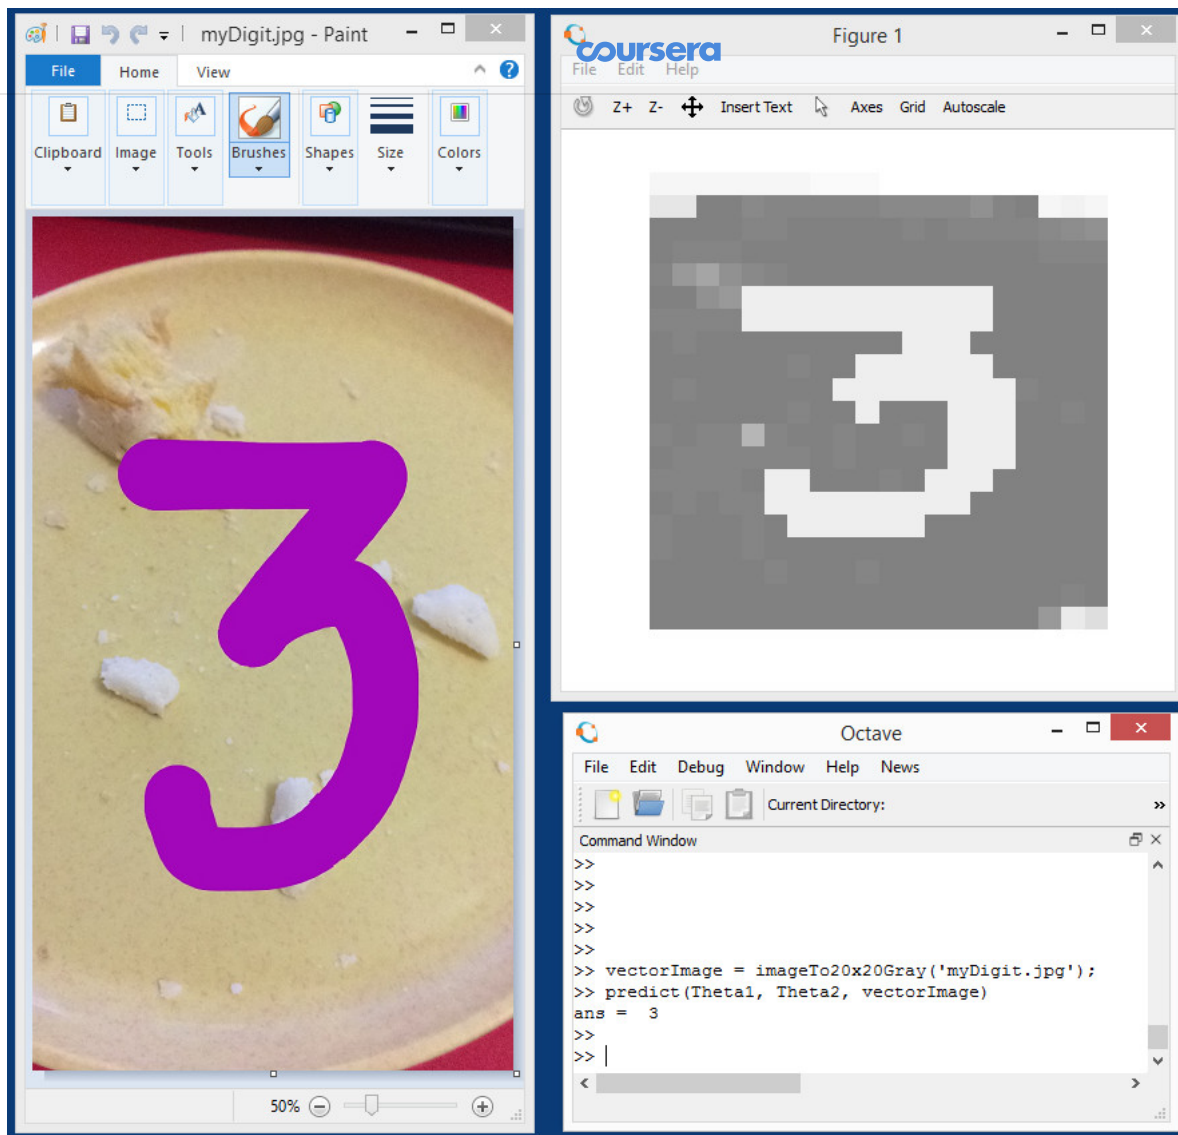 myDigit.jpg - Paint
File Home View
Clipboard Image Tools Brushes Shapes Size Colors
3
50%
Figure 1
coursera
File Edit Help
Z+ Z- Insert Text Axes Grid Autoscale
3
Octave
File Edit Debug Window Help News
Current Directory:
Command Window
>>
>>
>>
>>
>>
>> vectorImage = imageTo20x20Gray('myDigit.jpg');
>> predict(Theta1, Theta2, vectorImage)
ans = 3
>>
>>